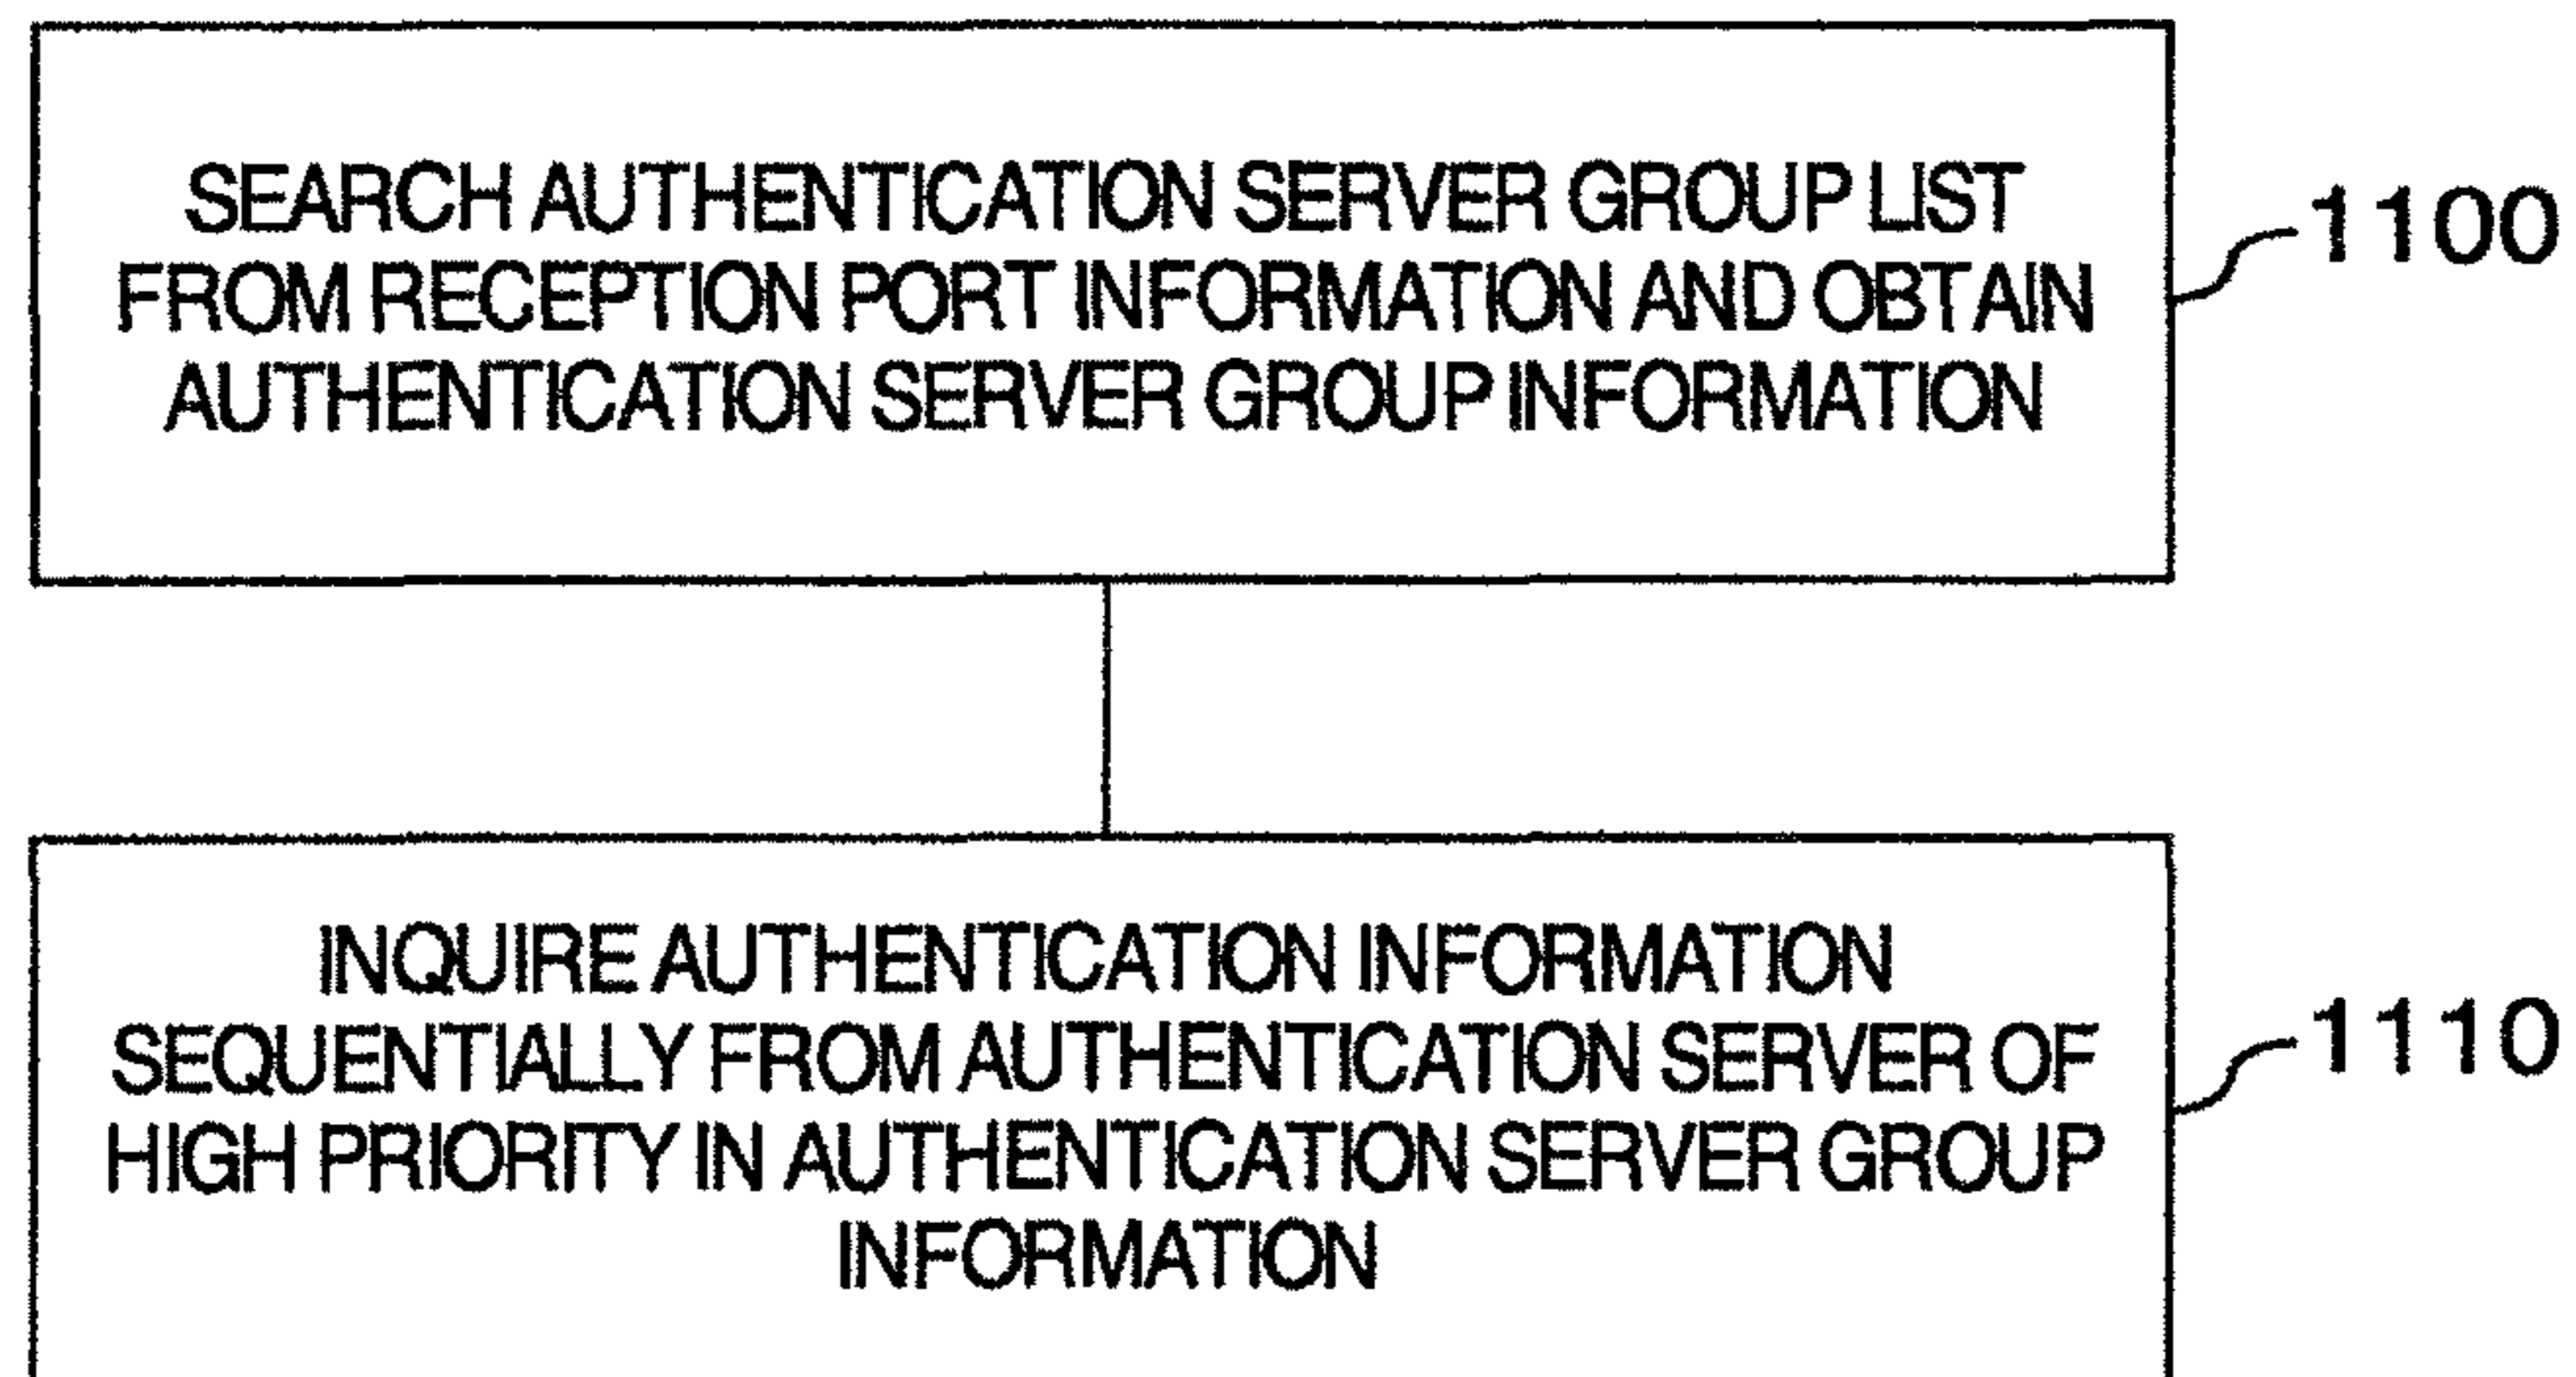 SEARCH AUTHENTICATION SERVER GROUP LIST
FROM RECEPTION PORT INFORMATION AND OBTAIN
AUTHENTICATION SERVER GROUP INFORMATION
1100
INQUIRE AUTHENTICATION INFORMATION
SEQUENTIALLY FROM AUTHENTICATION SERVER OF
HIGH PRIORITY IN AUTHENTICATION SERVER GROUP
INFORMATION
1110